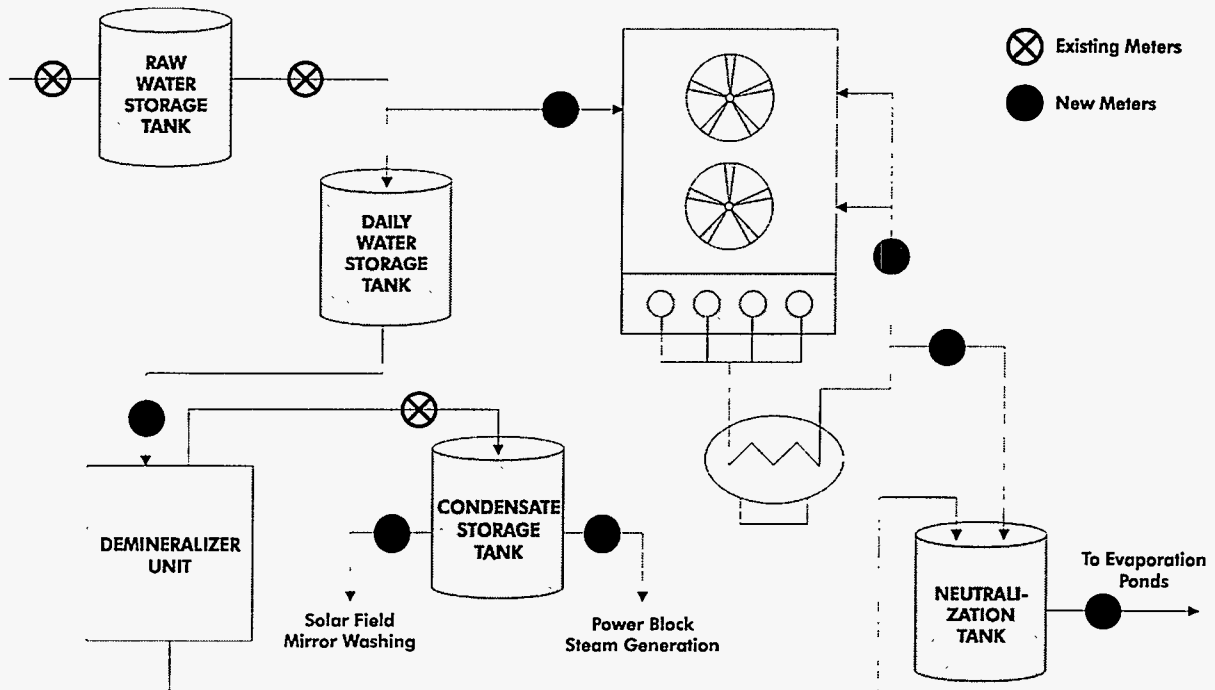 RAW
WATER
STORAGE
TANK
Existing Meters
New Meters
DAILY
WATER
STORAGE
TANK
CONDENSATE
STORAGE
TANK
DEMINERALIZER
UNIT
Solar Field
Mirror Washing
Power Block
Steam Generation
NEUTRALI-
ZATION
TANK
To Evaporation
Ponds